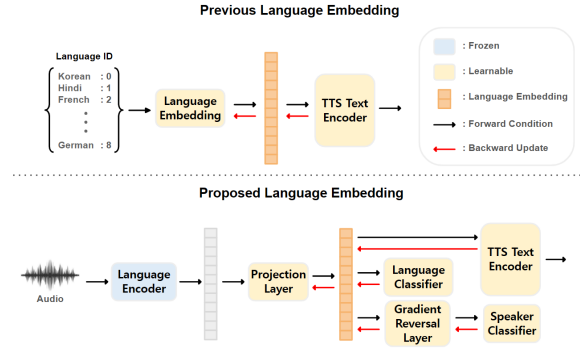 Previous Language Embedding
Language ID
Korean : 0
Hindi : 1
French : 2
German : 8
Language
Embedding
TTS Text
Encoder
: Frozen
: Learnable
: Language Embedding
: Forward Condition
: Backward Update
Proposed Language Embedding
Audio
Language
Encoder
Projection
Layer
Language
Classifier
Gradient
Reversal
Layer
TTS Text
Encoder
Speaker
Classifier